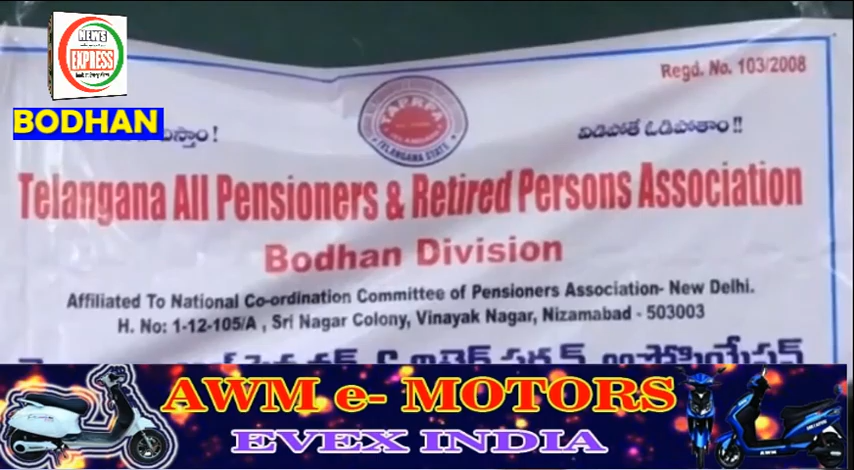 NEWS
EXPRESS
BODHAN
Regd. No. 103/2008
విడిపోతే ఓడిపోతాం !!
TAPRPA
TELANGANA STATE
Telangana All Pensioners & Retired Persons Association
Bodhan Division
Affiliated To National Co-ordination Committee of Pensioners Association- New Delhi.
H. No: 1-12-105/A , Sri Nagar Colony, Vinayak Nagar, Nizamabad - 503003
AWM e- MOTORS
EVEX INDIA